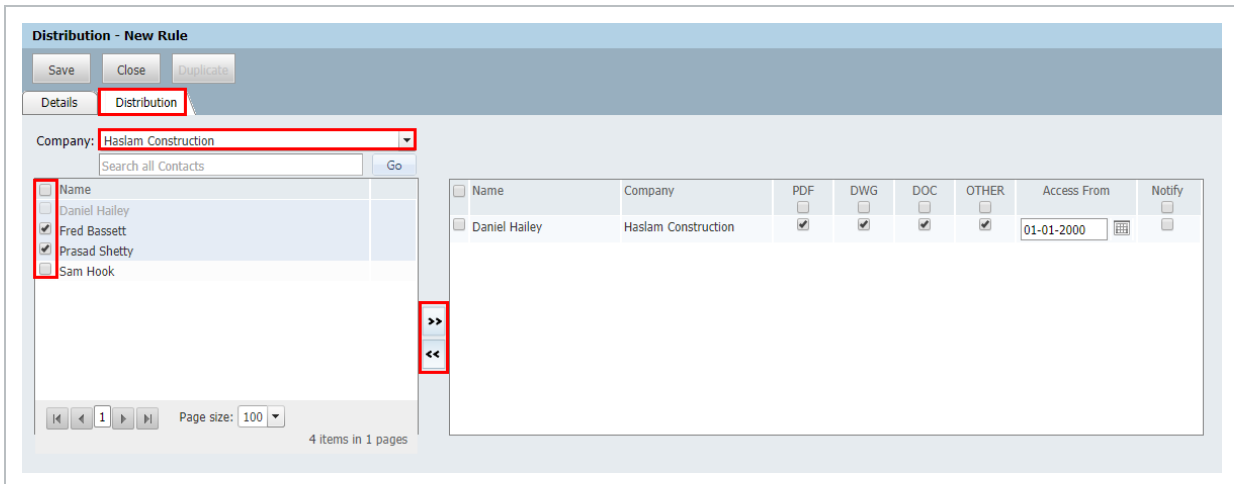 Distribution - New Rule
Save Close Duplicate
Details Distribution
Company: Haslam Construction
Search all Contacts Go
Name
Daniel Hailey
Fred Bassett
Prasad Shetty
Sam Hook
>>
<<
1 Page size: 100
4 items in 1 pages
Name Company PDF DWG DOC OTHER Access From Notify
Daniel Hailey Haslam Construction 01-01-2000